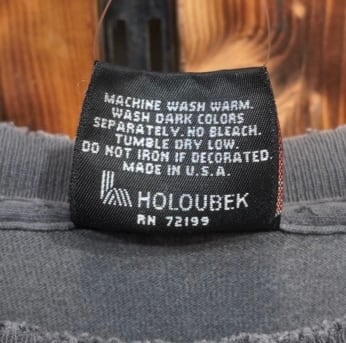 MACHINE WASH WARM.
WASH DARK COLORS
SEPARATELY. NO BLEACH.
TUMBLE DRY LOW.
DO NOT IRON IF DECORATED.
MADE IN U.S.A.
HOLOUBEK
RN 72199